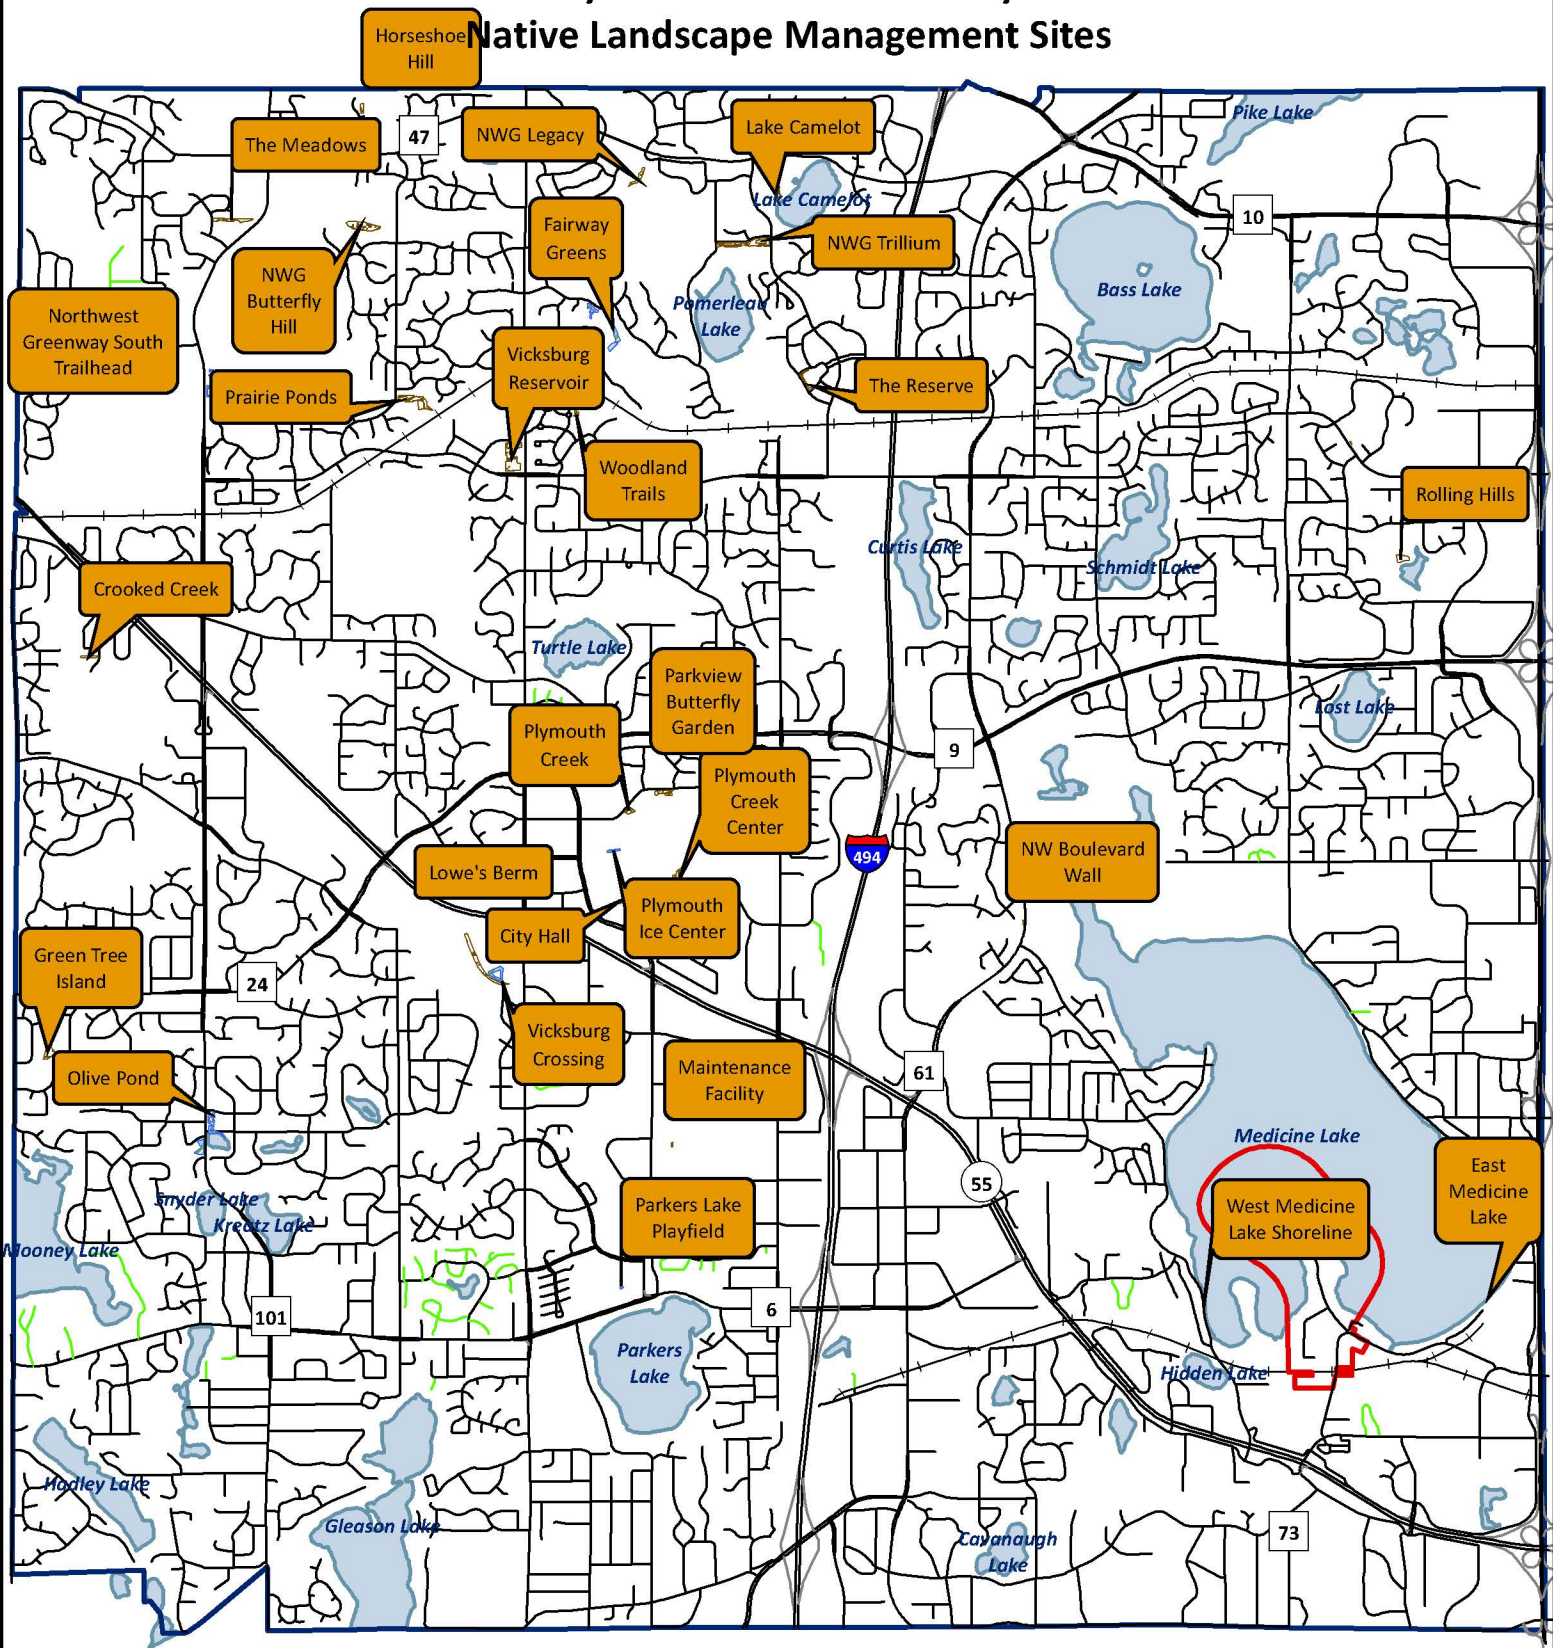 Native Landscape Management Sites
Horseshoe
Hill
The Meadows
47
NWG Legacy
Lake Camelot
Pike Lake
Lake Camelot
10
Fairway
Greens
NWG Trillium
NWG
Butterfly
Hill
Bass Lake
Pomerleau
Lake
Northwest
Greenway South
Trailhead
Vicksburg
Reservoir
The Reserve
Prairie Ponds
Woodland
Trails
Rolling Hills
Curtis Lake
Schmidt Lake
Crooked Creek
Turtle Lake
Parkview
Butterfly
Garden
Lost Lake
Plymouth
Creek
9
Plymouth
Creek
Center
494
NW Boulevard
Wall
Lowe's Berm
Plymouth
Ice Center
City Hall
Green Tree
Island
24
Vicksburg
Crossing
Maintenance
Facility
61
Olive Pond
Medicine Lake
55
East
Medicine
Lake
Snyder Lake
Kreatz Lake
Parkers Lake
Playfield
West Medicine
Lake Shoreline
Mooney Lake
101
6
Parkers
Lake
Hidden Lake
Hadley Lake
Gleason Lake
Cavanaugh
Lake
73